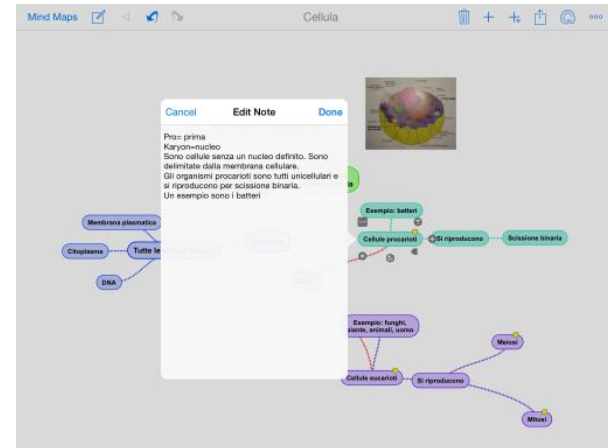 Mind Maps
Cellula
Cancel Edit Note Done
Pro= prima
Karyon=nucleo
Sono cellule senza un nucleo definito. Sono
delimitate dalla membrana cellulare.
Gli organismi procarioti sono tutti unicellulari e
si riproducono per scissione binaria.
Un esempio sono i batteri
Esempio: batteri
Membrana plasmatica
Cellule procarioti
Si riproducono
Scissione binaria
Citoplasma
Tutte le
DNA
Esempio: funghi,
piante, animali, uomo
Meiosi
Cellule eucarioti
Si riproducono
Mitosi